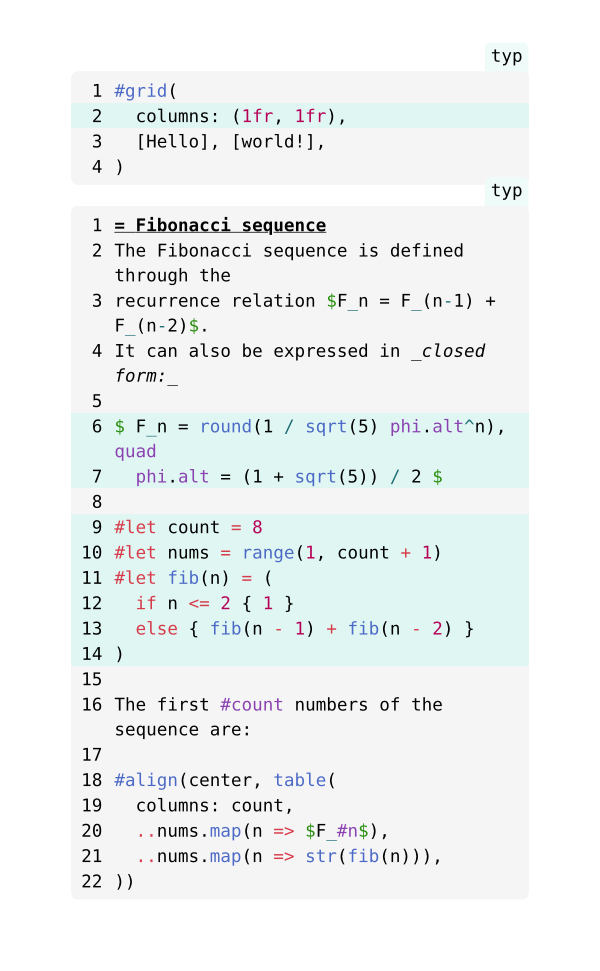 typ
1 #grid(
2   columns: (1fr, 1fr),
3   [Hello], [world!],
4 )
typ
1 = Fibonacci sequence
2 The Fibonacci sequence is defined
through the
3 recurrence relation $F_n = F_(n-1) +
F_(n-2)$.
4 It can also be expressed in _closed
form:_
5
6 $ F_n = round(1 / sqrt(5) phi.alt^n),
quad
7   phi.alt = (1 + sqrt(5)) / 2 $
8
9 #let count = 8
10 #let nums = range(1, count + 1)
11 #let fib(n) = (
12   if n <= 2 { 1 }
13   else { fib(n - 1) + fib(n - 2) }
14 )
15
16 The first #count numbers of the
sequence are:
17
18 #align(center, table(
19   columns: count,
20   ..nums.map(n => $F_#n$),
21   ..nums.map(n => str(fib(n))),
22 ))